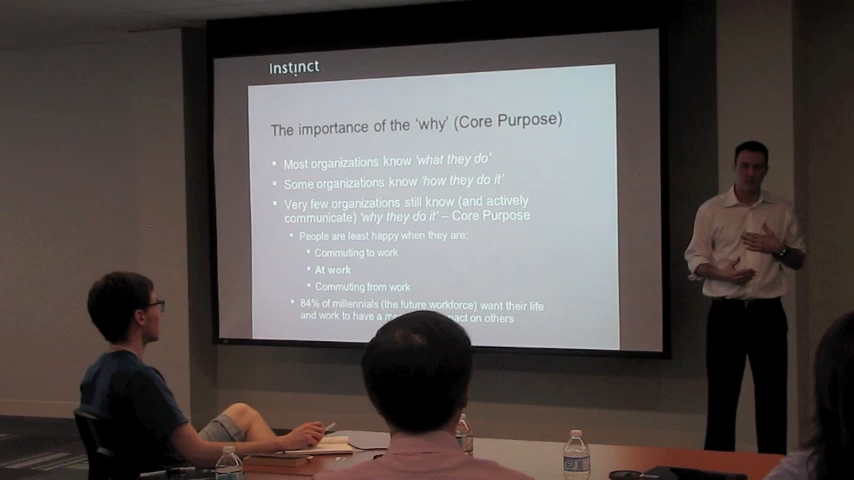 Instinct
The importance of the 'why' (Core Purpose)
Most organizations know 'what they do'
Some organizations know 'how they do it'
Very few organizations still know (and actively
communicate) 'why they do it' – Core Purpose
People are least happy when they are:
Commuting to work
At work
Commuting from work
84% of millennials (the future workforce) want their life
and work to have a on others